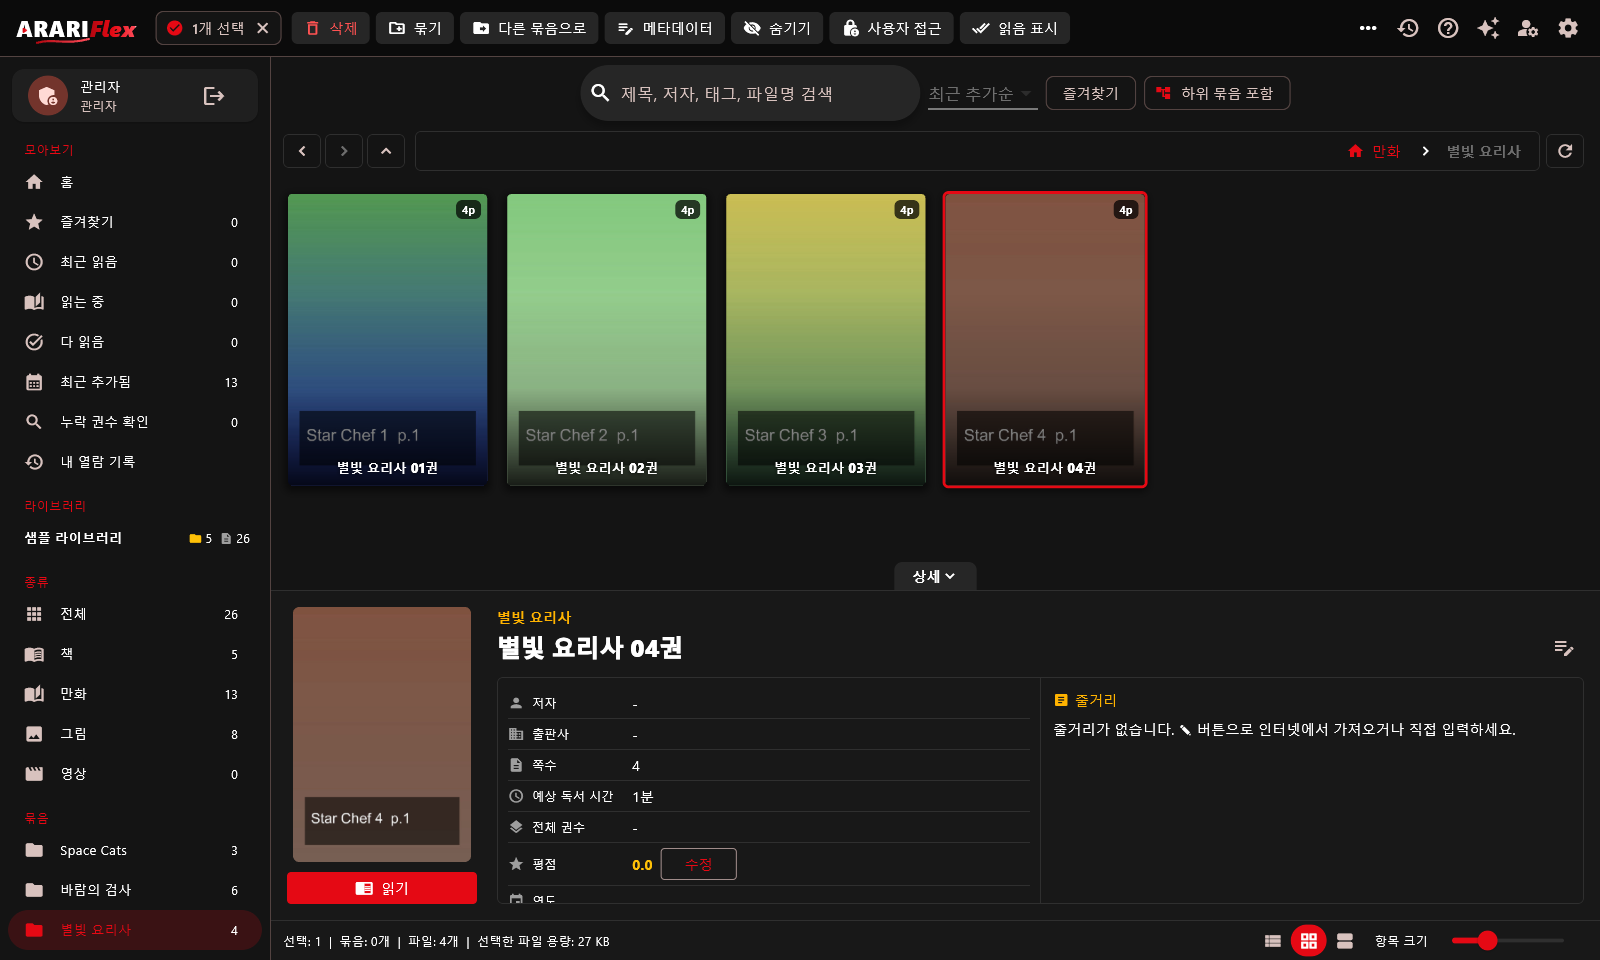 ARARIFlex
1개 선택
삭제
묶기
다른 묶음으로
메타데이터
숨기기
사용자 접근
읽음 표시
관리자
관리자
제목, 저자, 태그, 파일명 검색
최근 추가순
즐겨찾기
하위 묶음 포함
만화
별빛 요리사
모아보기
홈
즐겨찾기 0
최근 읽음 0
읽는 중 0
다 읽음 0
최근 추가됨 13
누락 권수 확인 0
내 열람 기록
라이브러리
샘플 라이브러리 5 26
종류
전체 26
책 5
만화 13
그림 8
영상 0
묶음
Space Cats 3
바람의 검사 6
별빛 요리사 4
4p
Star Chef 1 p.1
별빛 요리사 01권
4p
Star Chef 2 p.1
별빛 요리사 02권
4p
Star Chef 3 p.1
별빛 요리사 03권
4p
Star Chef 4 p.1
별빛 요리사 04권
상세
Star Chef 4 p.1
읽기
별빛 요리사
별빛 요리사 04권
저자 -
출판사 -
쪽수 4
예상 독서 시간 1분
전체 권수 -
평점 0.0 수정
연도
줄거리
줄거리가 없습니다. 버튼으로 인터넷에서 가져오거나 직접 입력하세요.
선택: 1 | 묶음: 0개 | 파일: 4개 | 선택한 파일 용량: 27 KB
항목 크기